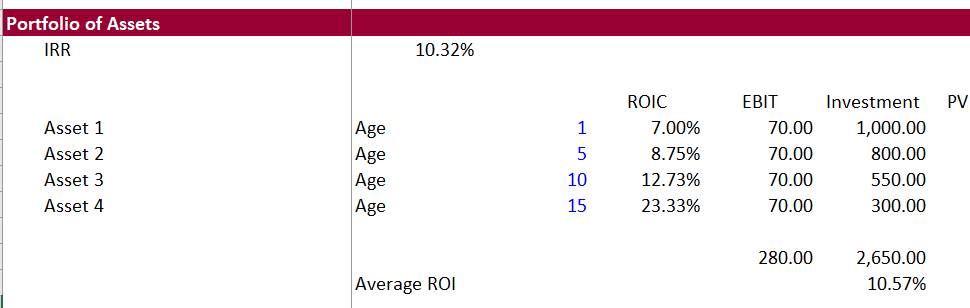 Portfolio of Assets
IRR 10.32%
ROIC EBIT Investment PV
Asset 1 Age 1 7.00% 70.00 1,000.00
Asset 2 Age 5 8.75% 70.00 800.00
Asset 3 Age 10 12.73% 70.00 550.00
Asset 4 Age 15 23.33% 70.00 300.00
280.00 2,650.00
Average ROI 10.57%